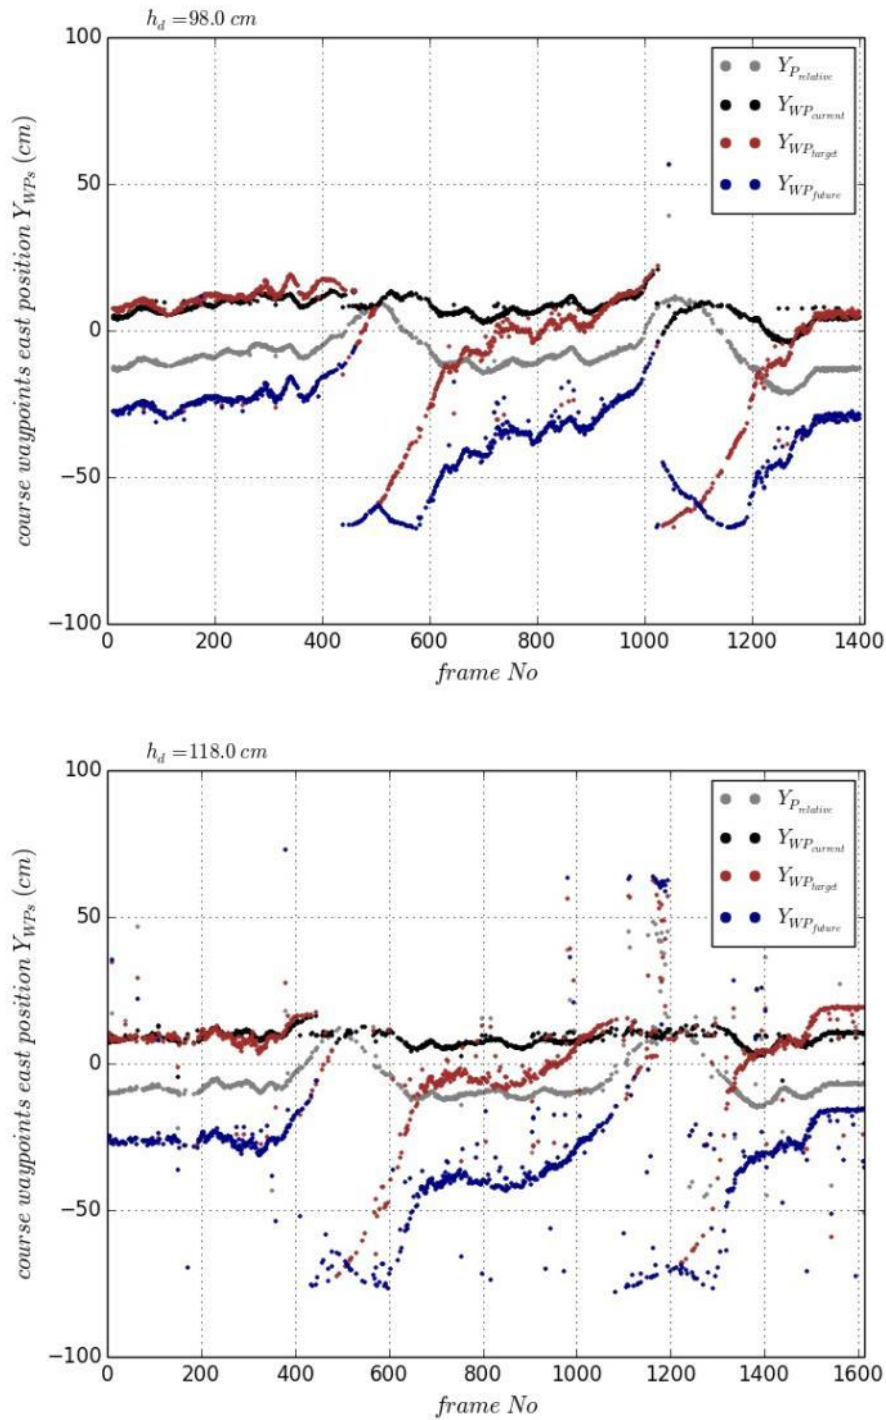 h_d =98.0 cm
100
50
0
−50
−100
course waypoints east position Y_WPs (cm)
Y_P_relative
Y_WP_current
Y_WP_target
Y_WP_future
0 200 400 600 800 1000 1200 1400
frame No
h_d =118.0 cm
100
50
0
−50
−100
course waypoints east position Y_WPs (cm)
Y_P_relative
Y_WP_current
Y_WP_target
Y_WP_future
0 200 400 600 800 1000 1200 1400 1600
frame No